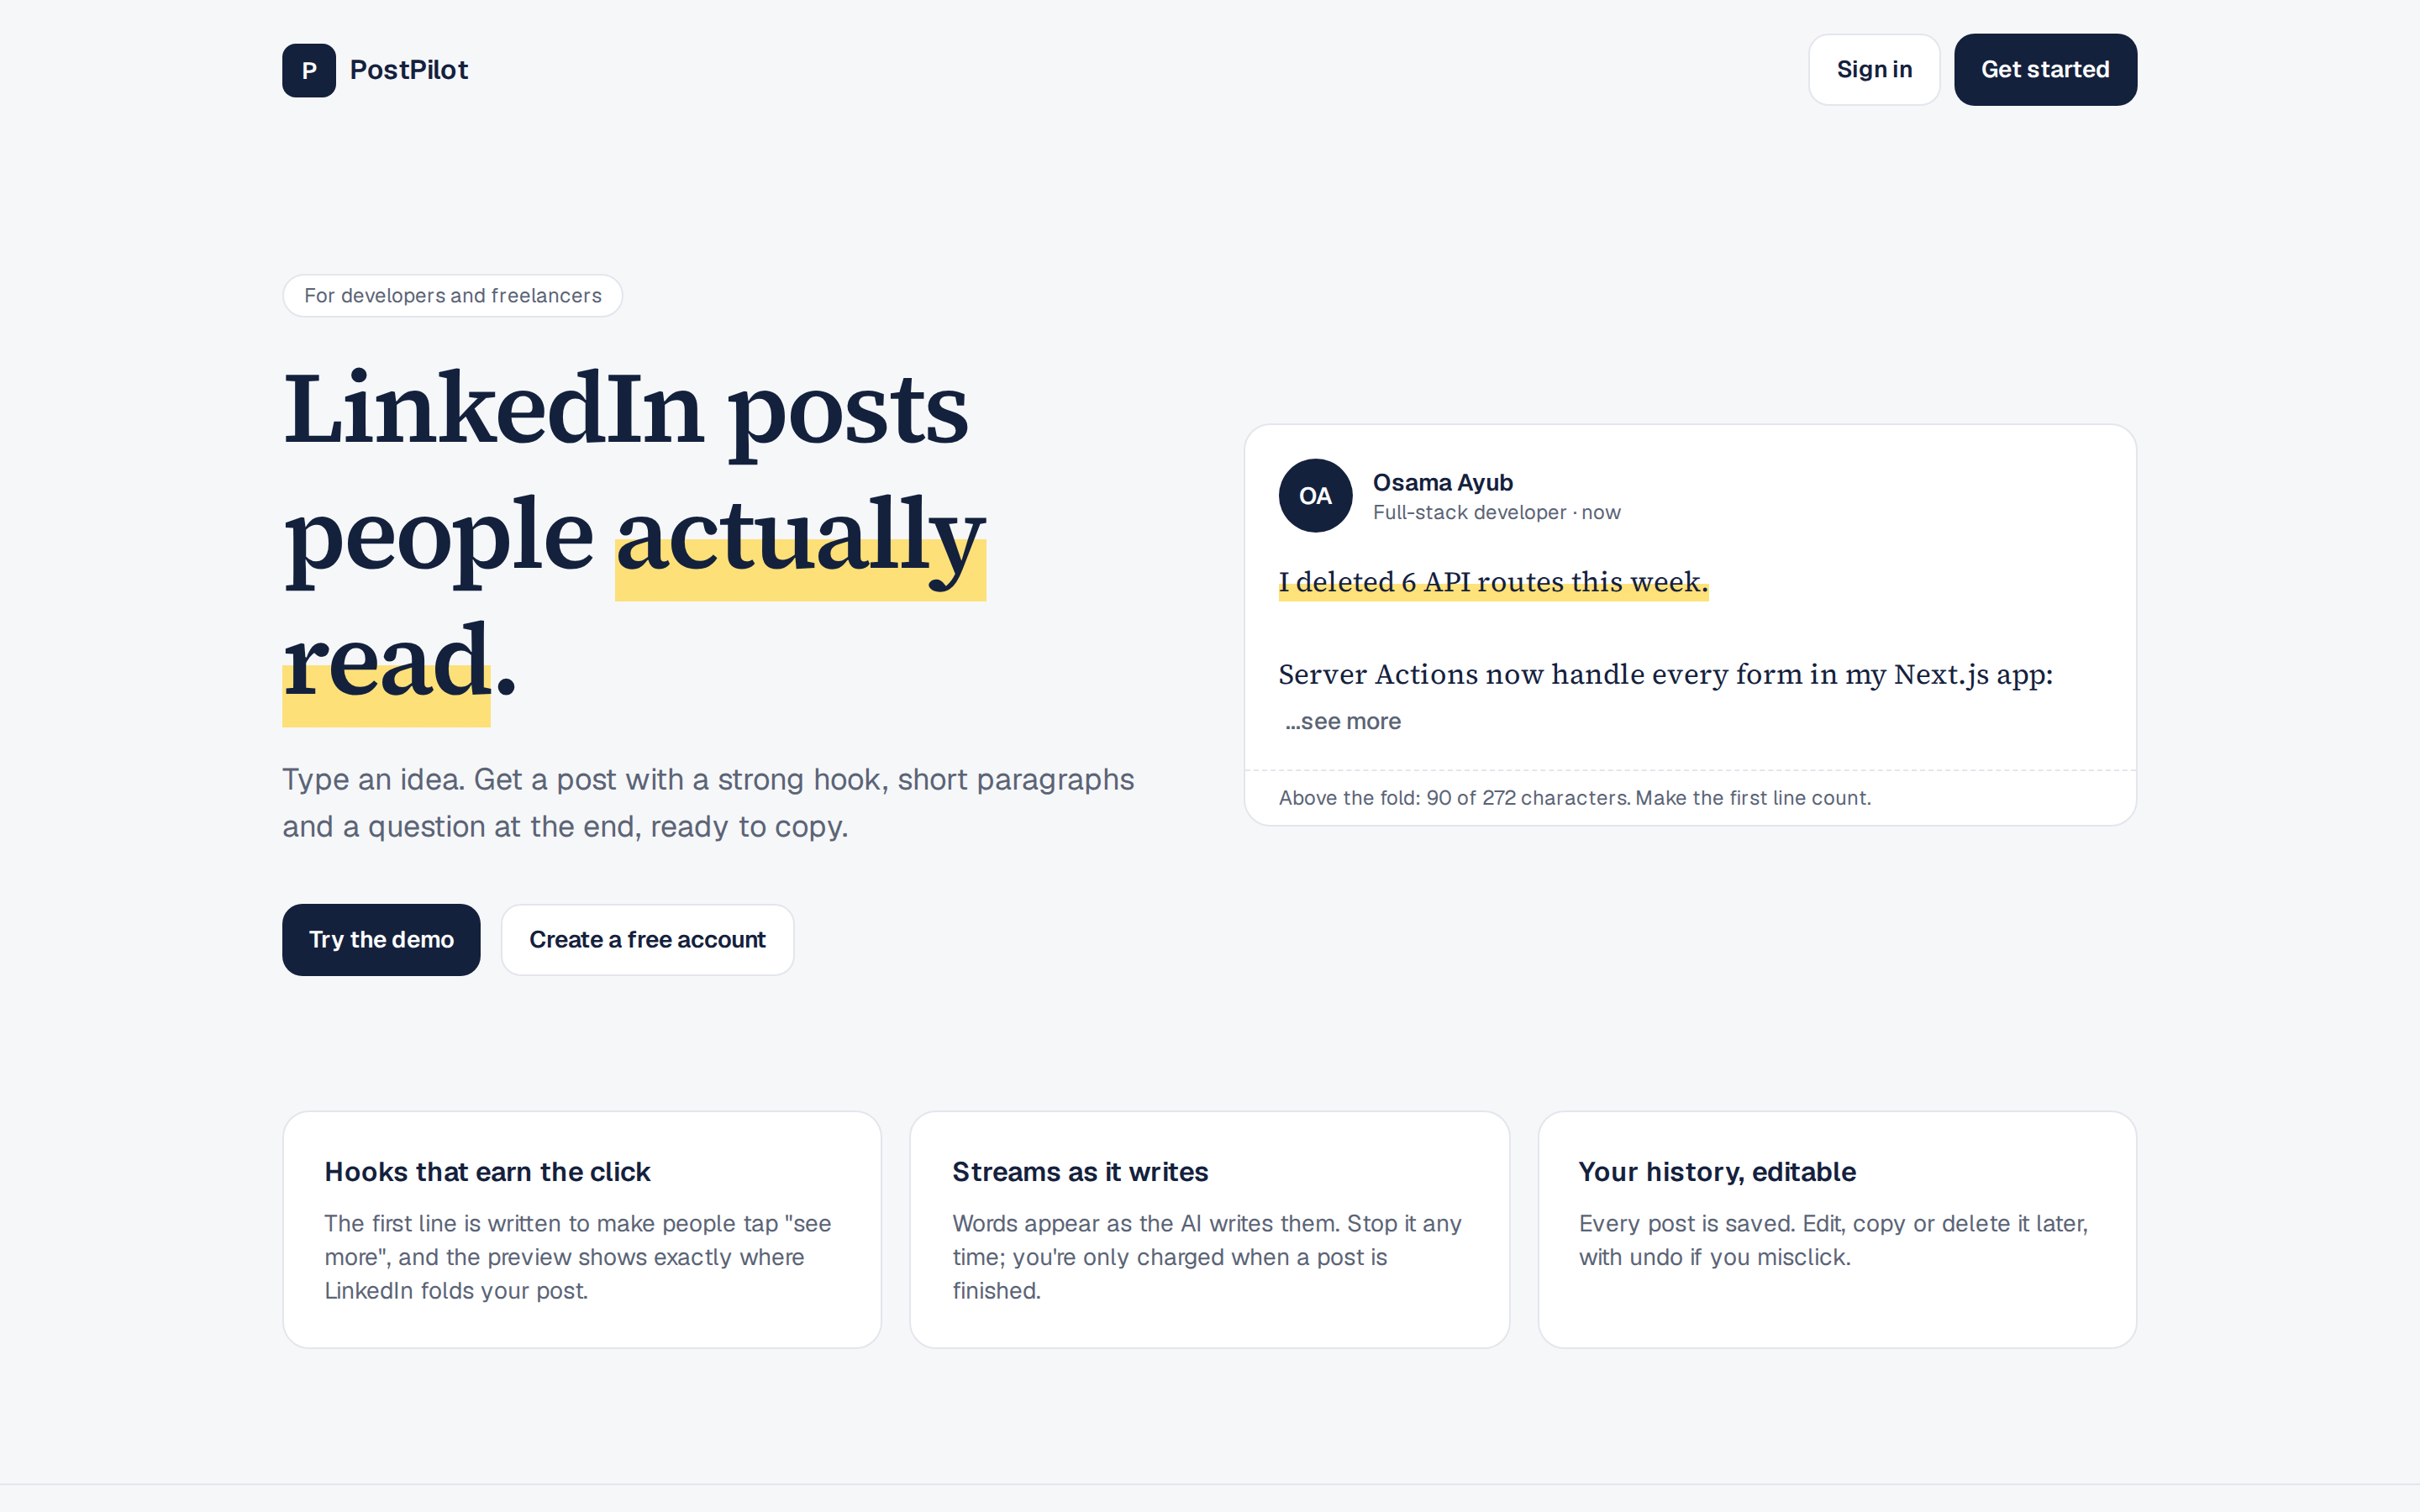 P PostPilot
Sign in
Get started
For developers and freelancers
LinkedIn posts
people actually
read.
Type an idea. Get a post with a strong hook, short paragraphs
and a question at the end, ready to copy.
Try the demo
Create a free account
OA
Osama Ayub
Full-stack developer · now
I deleted 6 API routes this week.
Server Actions now handle every form in my Next.js app:
...see more
Above the fold: 90 of 272 characters. Make the first line count.
Hooks that earn the click
The first line is written to make people tap "see
more", and the preview shows exactly where
LinkedIn folds your post.
Streams as it writes
Words appear as the AI writes them. Stop it any
time; you're only charged when a post is
finished.
Your history, editable
Every post is saved. Edit, copy or delete it later,
with undo if you misclick.